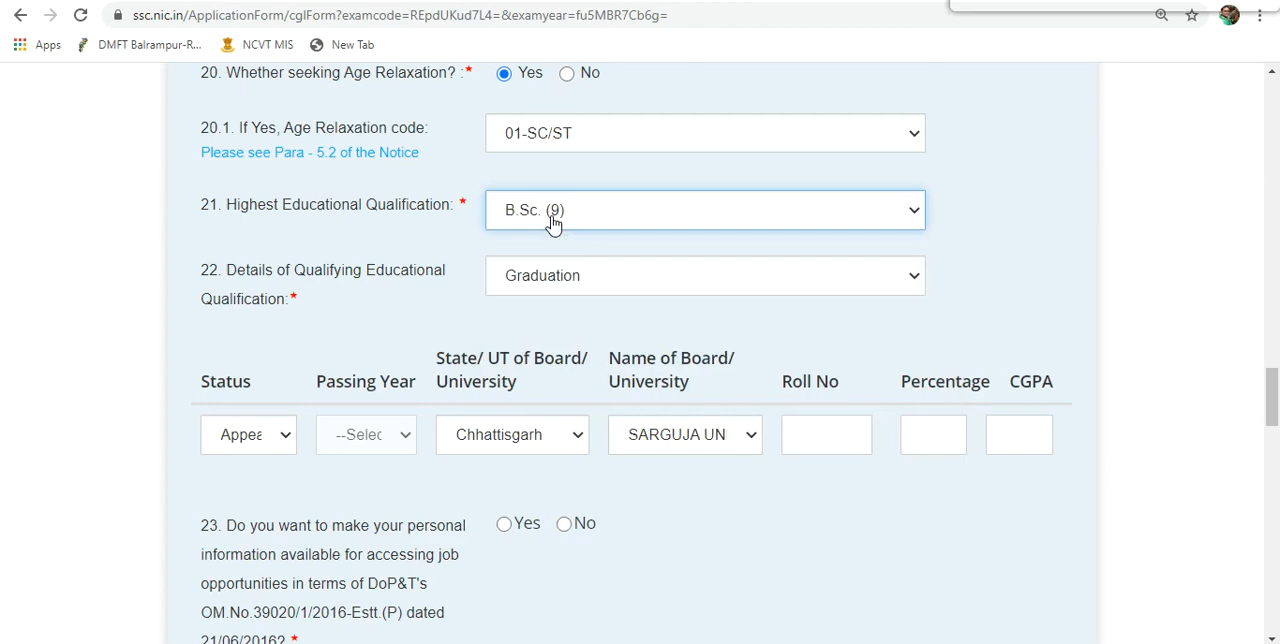 ssc.nic.in/ApplicationForm/cglForm?examcode=REpdUKud7L4=&examyear=fu5MBR7Cb6g=
Apps DMFT Balrampur-R... NCVT MIS New Tab
20. Whether seeking Age Relaxation? :* Yes No
20.1. If Yes, Age Relaxation code: 01-SC/ST
Please see Para - 5.2 of the Notice
21. Highest Educational Qualification: * B.Sc. (9)
22. Details of Qualifying Educational Graduation
Qualification:*
State/ UT of Board/ Name of Board/
Status Passing Year University University Roll No Percentage CGPA
Appea --Selec Chhattisgarh SARGUJA UN
23. Do you want to make your personal Yes No
information available for accessing job
opportunities in terms of DoP&T's
OM.No.39020/1/2016-Estt.(P) dated
21/06/2016? *